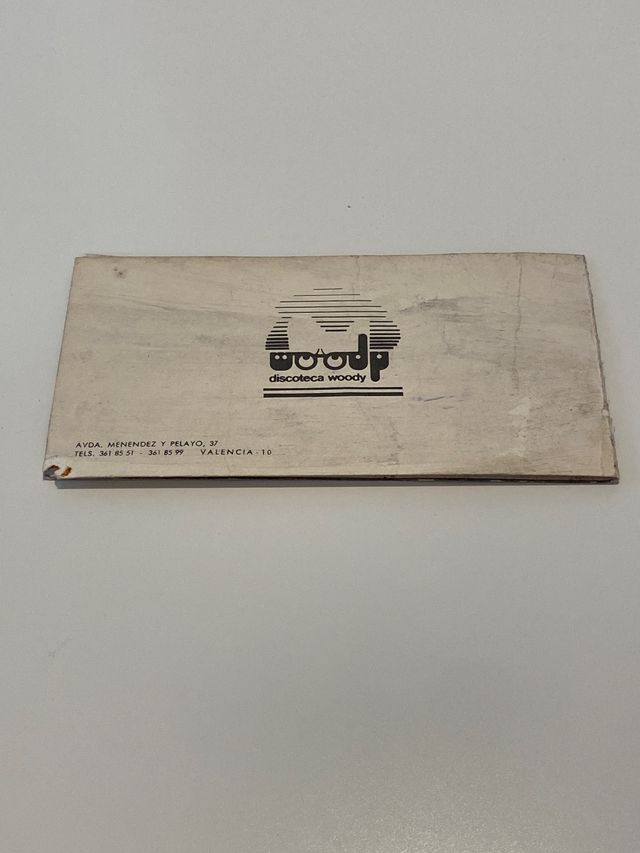 woody
discoteca woody
AVDA. MENENDEZ Y PELAYO, 37
TELS. 361 85 51 - 361 85 99 VALENCIA - 10